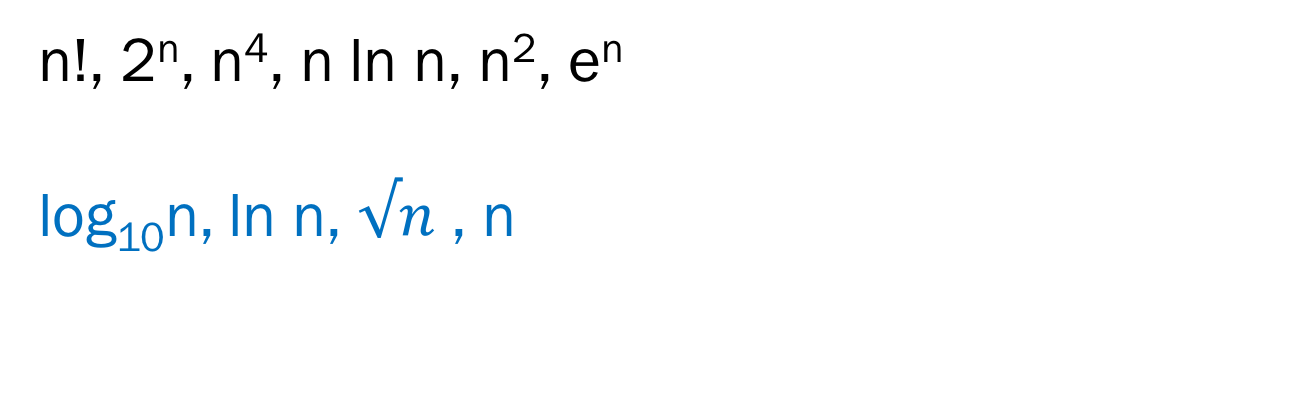 n!, 2ⁿ, n⁴, n ln n, n², eⁿ
log₁₀n, ln n, √n , n